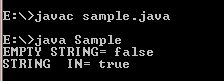 E:\>javac sample.java
E:\>java Sample
EMPTY STRING= false
STRING  IN= true